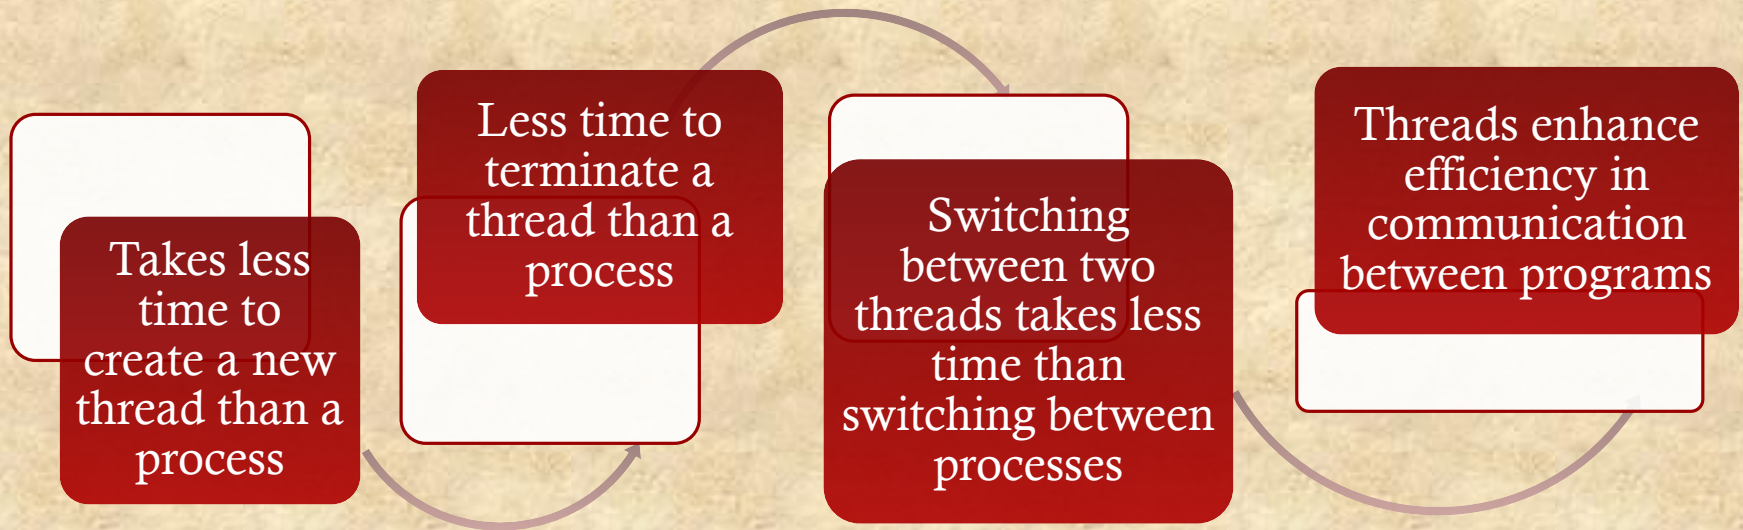 Takes less
time to
create a new
thread than a
process
Less time to
terminate a
thread than a
process
Switching
between two
threads takes less
time than
switching between
processes
Threads enhance
efficiency in
communication
between programs